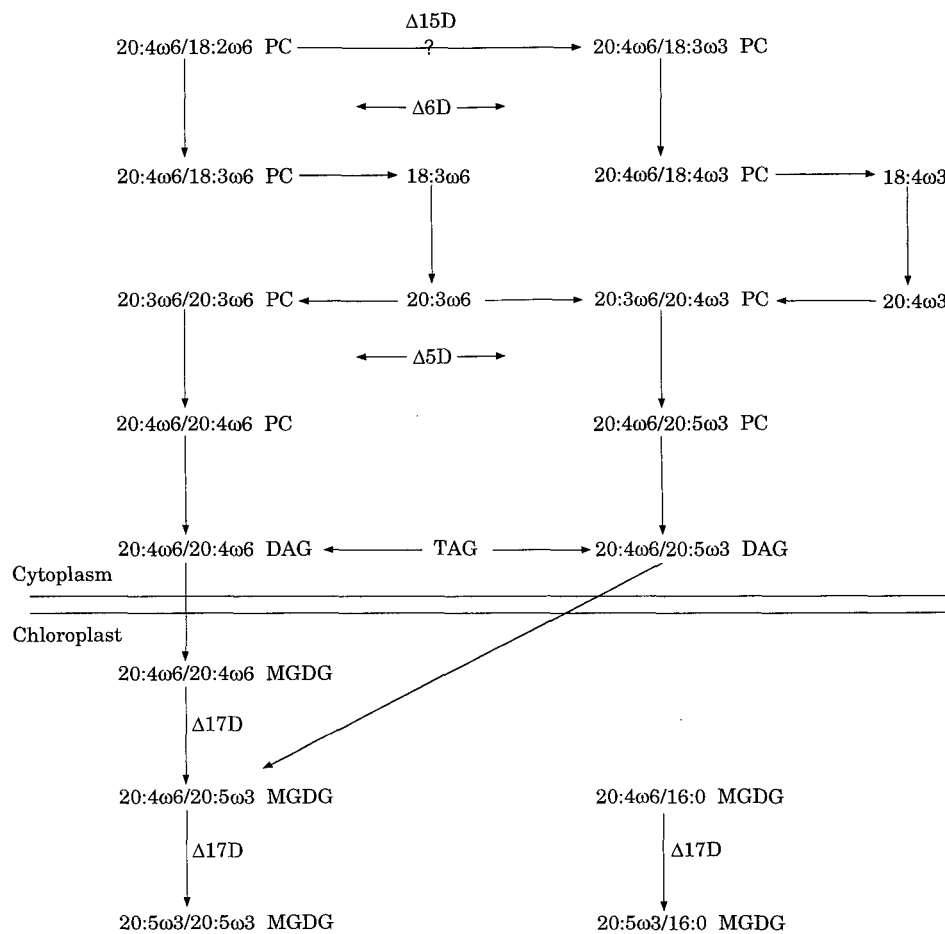 Δ15D
20:4ω6/18:2ω6 PC ? 20:4ω6/18:3ω3 PC
Δ6D
20:4ω6/18:3ω6 PC 18:3ω6 20:4ω6/18:4ω3 PC 18:4ω3
20:3ω6/20:3ω6 PC 20:3ω6 20:3ω6/20:4ω3 PC 20:4ω3
Δ5D
20:4ω6/20:4ω6 PC 20:4ω6/20:5ω3 PC
20:4ω6/20:4ω6 DAG TAG 20:4ω6/20:5ω3 DAG
Cytoplasm
Chloroplast
20:4ω6/20:4ω6 MGDG
Δ17D
20:4ω6/20:5ω3 MGDG 20:4ω6/16:0 MGDG
Δ17D Δ17D
20:5ω3/20:5ω3 MGDG 20:5ω3/16:0 MGDG